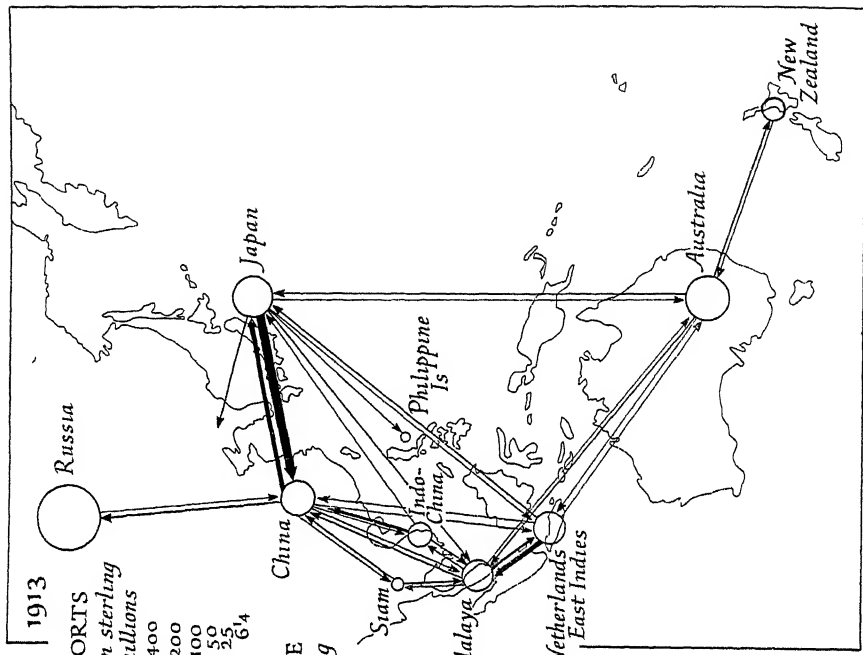 1913
ORTS
n sterling
illions
400
200
100
50
25
6¼
E
g
Russia
Japan
China
Siam
Indo-
China
Philippine
Is
Malaya
Netherlands
East Indies
Australia
New
Zealand